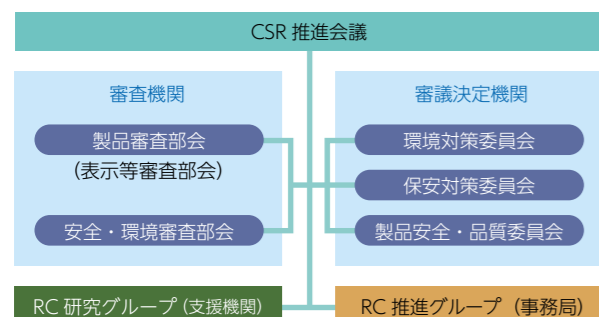 CSR 推進会議
審査機関
製品審査部会
(表示等審査部会)
安全・環境審査部会
審議決定機関
環境対策委員会
保安対策委員会
製品安全・品質委員会
RC 研究グループ (支援機関)
RC 推進グループ (事務局)